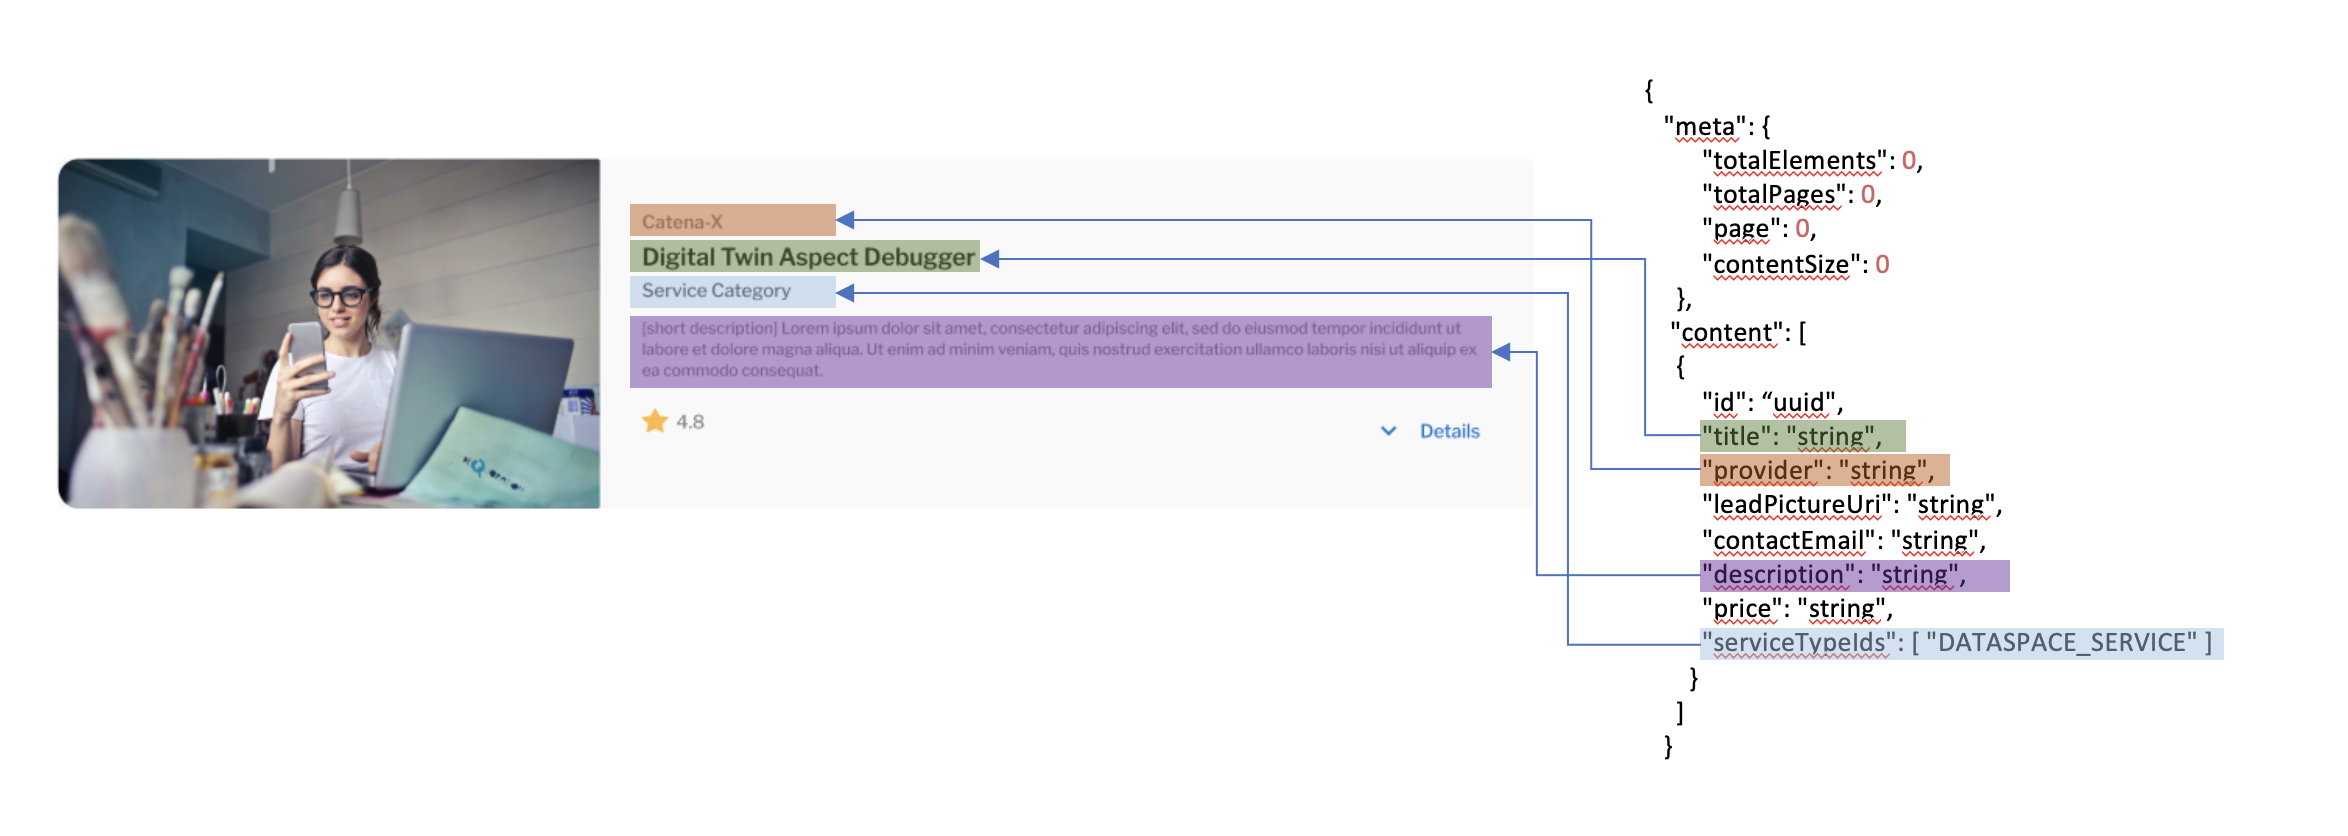 Catena-X
Digital Twin Aspect Debugger
Service Category
[short description] Lorem ipsum dolor sit amet, consectetur adipiscing elit, sed do eiusmod tempor incididunt ut
labore et dolore magna aliqua. Ut enim ad minim veniam, quis nostrud exercitation ullamco laboris nisi ut aliquip ex
ea commodo consequat.
4.8
Details
{
"meta": {
"totalElements": 0,
"totalPages": 0,
"page": 0,
"contentSize": 0
},
"content": [
{
"id": “uuid",
"title": "string",
"provider": "string",
"leadPictureUri": "string",
"contactEmail": "string",
"description": "string",
"price": "string",
"serviceTypeIds": [ "DATASPACE_SERVICE" ]
}
]
}